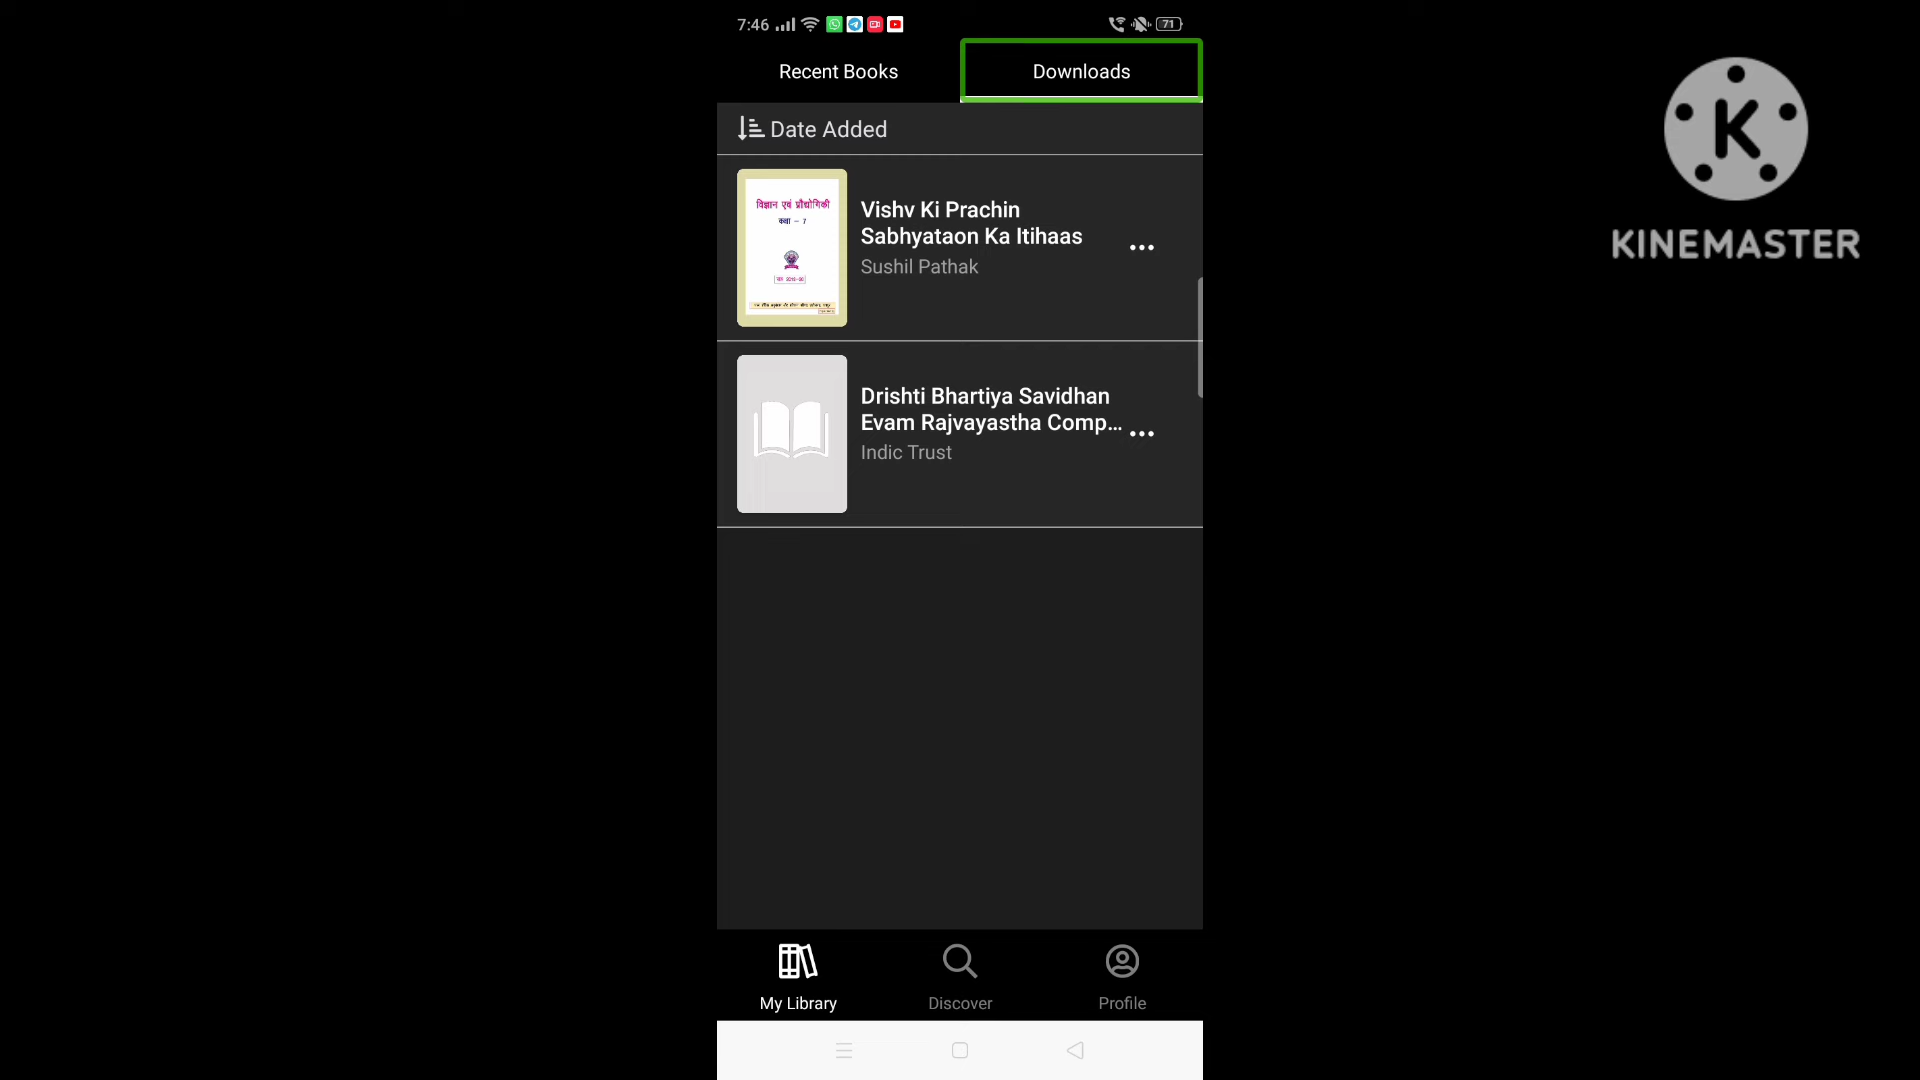 7:46
71
Recent Books
Downloads
Date Added
विज्ञान एवं प्रौद्योगिकी
कक्षा – 7
Vishv Ki Prachin
Sabhyataon Ka Itihaas
Sushil Pathak
Drishti Bhartiya Savidhan
Evam Rajvayastha Comp...
Indic Trust
My Library
Discover
Profile
K
KINEMASTER